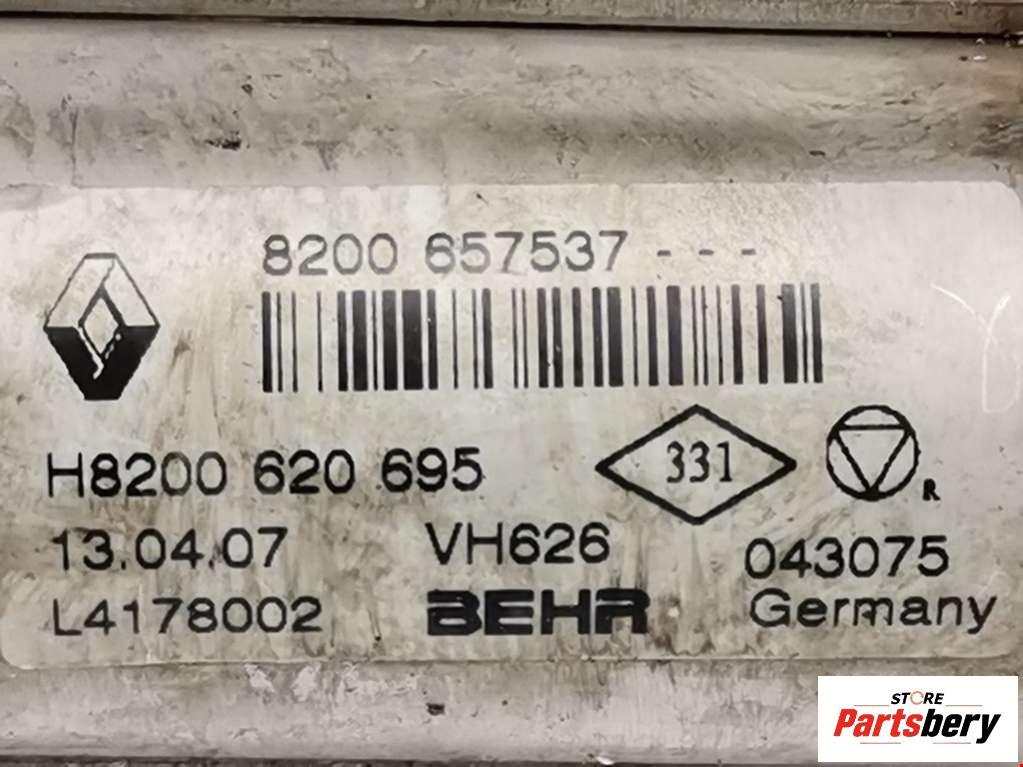 8200 657537 - - -
H8200 620 695
331
R
13.04.07 VH626 043075
L4178002 BEHR Germany
STORE
Partsbery